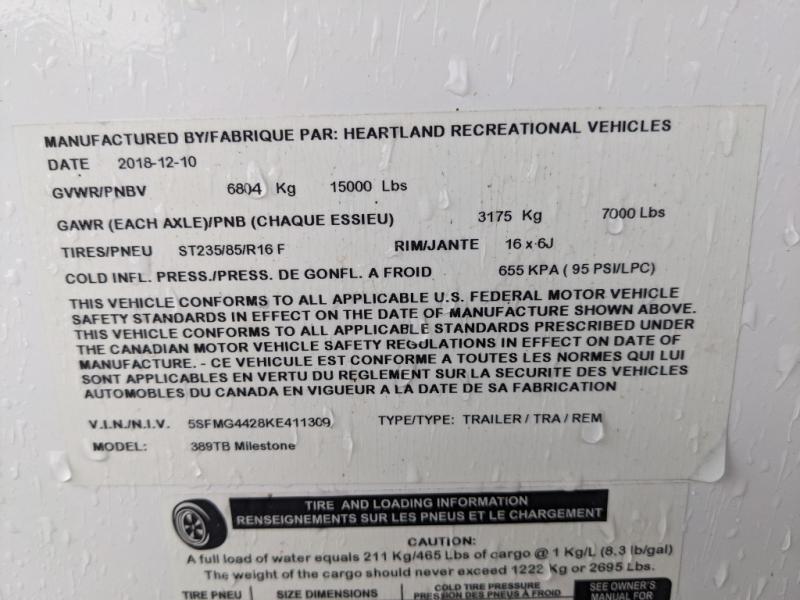 MANUFACTURED BY/FABRIQUE PAR: HEARTLAND RECREATIONAL VEHICLES
DATE 2018-12-10
GVWR/PNBV 6804 Kg 15000 Lbs
GAWR (EACH AXLE)/PNB (CHAQUE ESSIEU) 3175 Kg 7000 Lbs
TIRES/PNEU ST235/85/R16 F RIM/JANTE 16 x 6J
COLD INFL. PRESS./PRESS. DE GONFL. A FROID 655 KPA ( 95 PSI/LPC)
THIS VEHICLE CONFORMS TO ALL APPLICABLE U.S. FEDERAL MOTOR VEHICLE
SAFETY STANDARDS IN EFFECT ON THE DATE OF MANUFACTURE SHOWN ABOVE.
THIS VEHICLE CONFORMS TO ALL APPLICABLE STANDARDS PRESCRIBED UNDER
THE CANADIAN MOTOR VEHICLE SAFETY REGULATIONS IN EFFECT ON DATE OF
MANUFACTURE. - CE VEHICULE EST CONFORME A TOUTES LES NORMES QUI LUI
SONT APPLICABLES EN VERTU DU REGLEMENT SUR LA SECURITE DES VEHICLES
AUTOMOBILES DU CANADA EN VIGUEUR A LA DATE DE SA FABRICATION
V.I.N./N.I.V. 5SFMG4428KE411309 TYPE/TYPE: TRAILER / TRA / REM
MODEL: 389TB Milestone
TIRE AND LOADING INFORMATION
RENSEIGNEMENTS SUR LES PNEUS ET LE CHARGEMENT
CAUTION:
A full load of water equals 211 Kg/465 Lbs of cargo @ 1 Kg/L (8.3 lb/gal)
The weight of the cargo should never exceed 1222 Kg or 2695 Lbs.
TIRE PNEU SIZE DIMENSIONS COLD TIRE PRESSURE SEE OWNER'S
PRESSION DES PNEUS À FROID MANUAL FOR